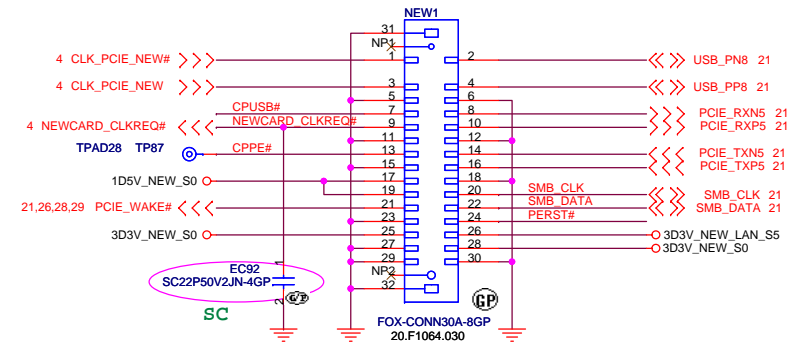 NEW1
31
NP1
4 CLK_PCIE_NEW# 1 2 USB_PN8 21
4 CLK_PCIE_NEW 3 4 USB_PP8 21
5 6
CPUSB# 7 8 PCIE_RXN5 21
4 NEWCARD_CLKREQ# NEWCARD_CLKREQ# 9 10 PCIE_RXP5 21
11 12
TPAD28 TP87 CPPE# 13 14 PCIE_TXN5 21
15 16 PCIE_TXP5 21
1D5V_NEW_S0 17 18
19 20 SMB_CLK SMB_CLK 21
21,26,28,29 PCIE_WAKE# 21 22 SMB_DATA SMB_DATA 21
23 24 PERST#
3D3V_NEW_S0 25 26 3D3V_NEW_LAN_S5
27 28 3D3V_NEW_S0
29 30
NP2
32
1
EC92
SC22P50V2JN-4GP
2
G/P
SC
GP
FOX-CONN30A-8GP
20.F1064.030